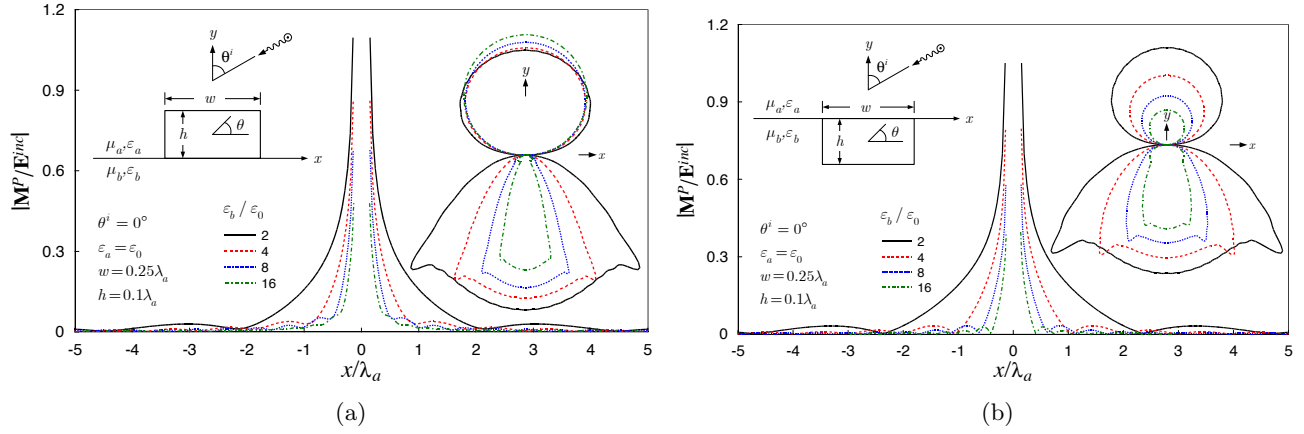 1.2
0.9
0.6
0.3
0
|M^P/E^inc|
y
θ^i
w
h
θ
μ_a,ε_a
μ_b,ε_b
x
y
x
θ^i = 0°
ε_a = ε_0
w = 0.25λ_a
h = 0.1λ_a
ε_b / ε_0
2
4
8
16
-5 -4 -3 -2 -1 0 1 2 3 4 5
x/λ_a
(a)
1.2
0.9
0.6
0.3
0
|M^P/E^inc|
y
θ^i
w
h
θ
μ_a,ε_a
μ_b,ε_b
x
y
x
θ^i = 0°
ε_a = ε_0
w = 0.25λ_a
h = 0.1λ_a
ε_b / ε_0
2
4
8
16
-5 -4 -3 -2 -1 0 1 2 3 4 5
x/λ_a
(b)